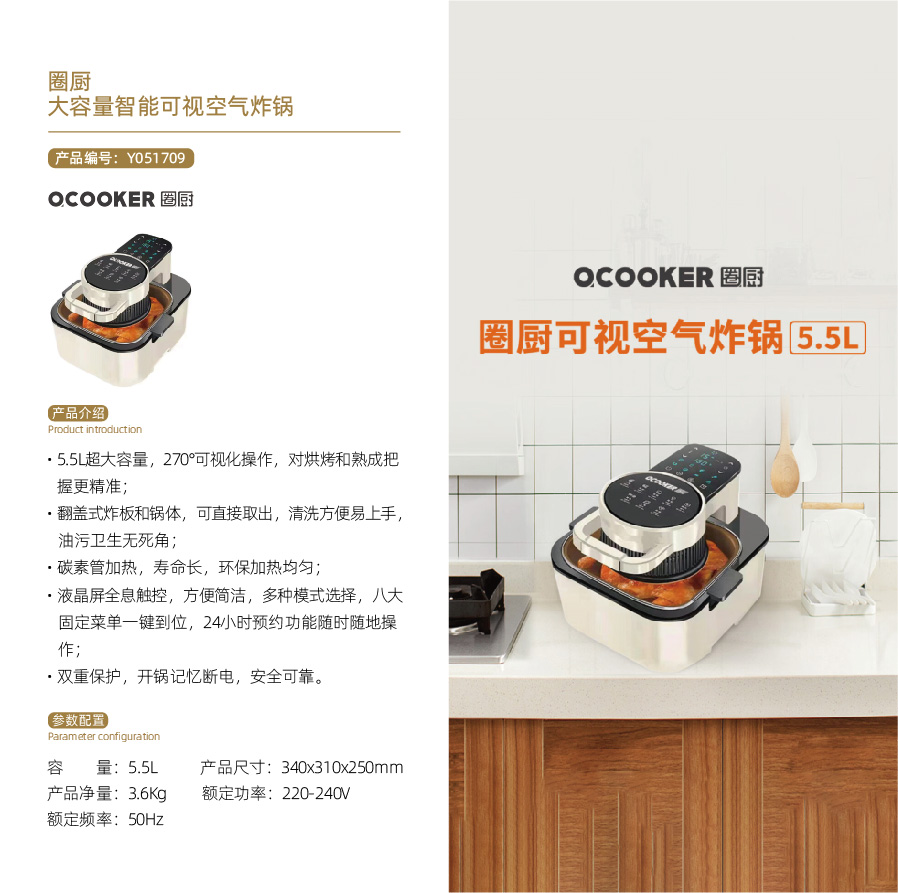 圈厨
大容量智能可视空气炸锅
产品编号：Y051709
QCOOKER 圈厨
QCOOKER
产品介绍
Product introduction
• 5.5L超大容量，270°可视化操作，对烘烤和熟成把
握更精准；
• 翻盖式炸板和锅体，可直接取出，清洗方便易上手，
油污卫生无死角；
• 碳素管加热，寿命长，环保加热均匀；
• 液晶屏全息触控，方便简洁，多种模式选择，八大
固定菜单一键到位，24小时预约功能随时随地操
作；
• 双重保护，开锅记忆断电，安全可靠。
参数配置
Parameter configuration
容 量：5.5L 产品尺寸：340x310x250mm
产品净量：3.6Kg 额定功率：220-240V
额定频率：50Hz
QCOOKER 圈厨
圈厨可视空气炸锅 5.5L
QCOOKER 圈厨